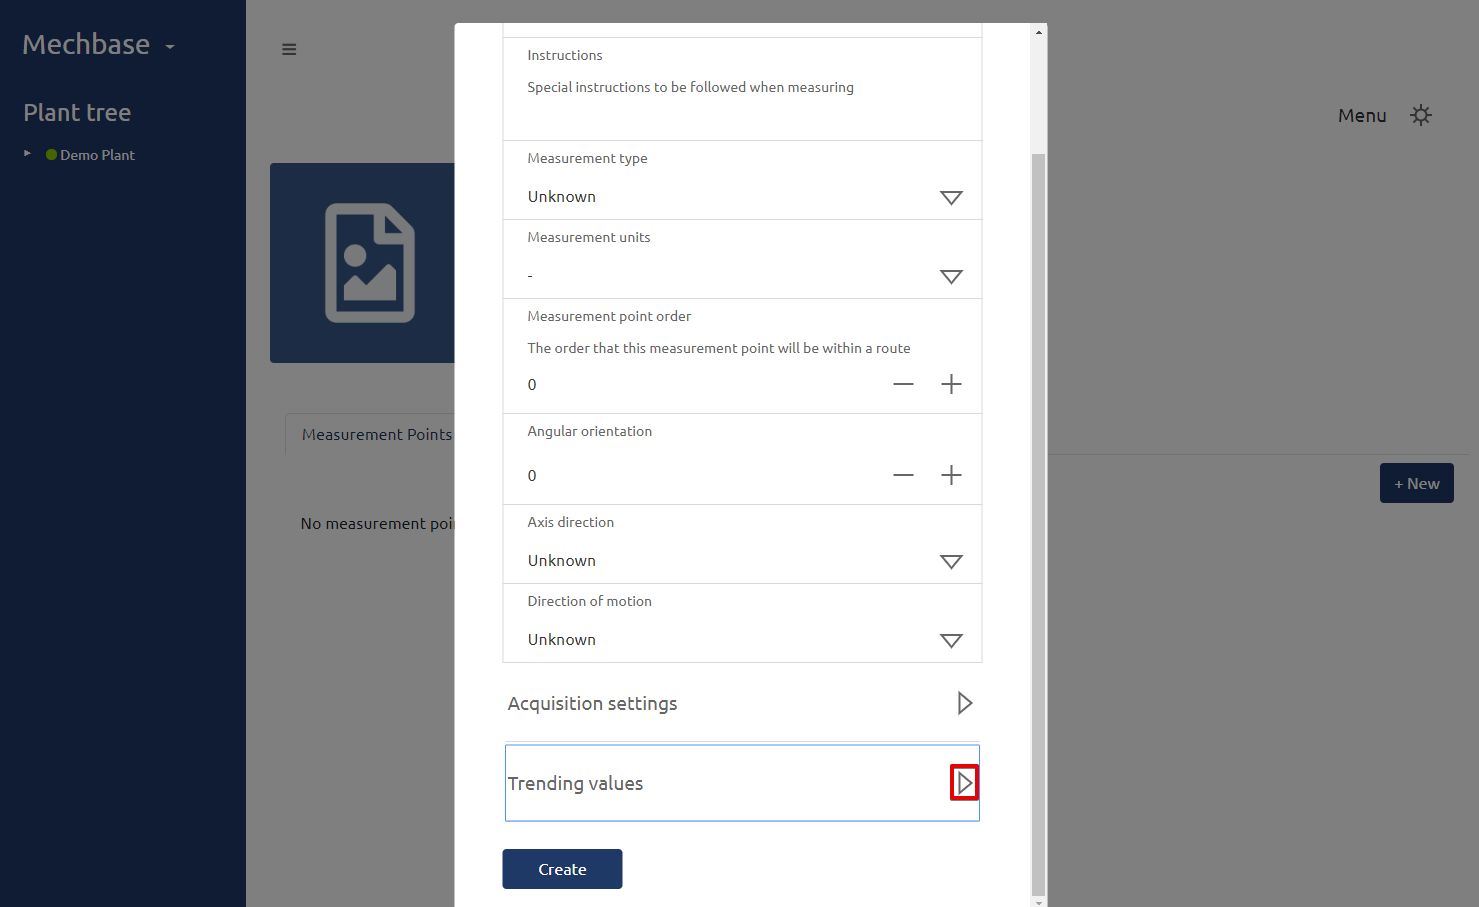 Mechbase
Plant tree
Demo Plant
Menu
Measurement Points
+ New
No measurement poi
Instructions
Special instructions to be followed when measuring
Measurement type
Unknown
Measurement units
-
Measurement point order
The order that this measurement point will be within a route
0
Angular orientation
0
Axis direction
Unknown
Direction of motion
Unknown
Acquisition settings
Trending values
Create